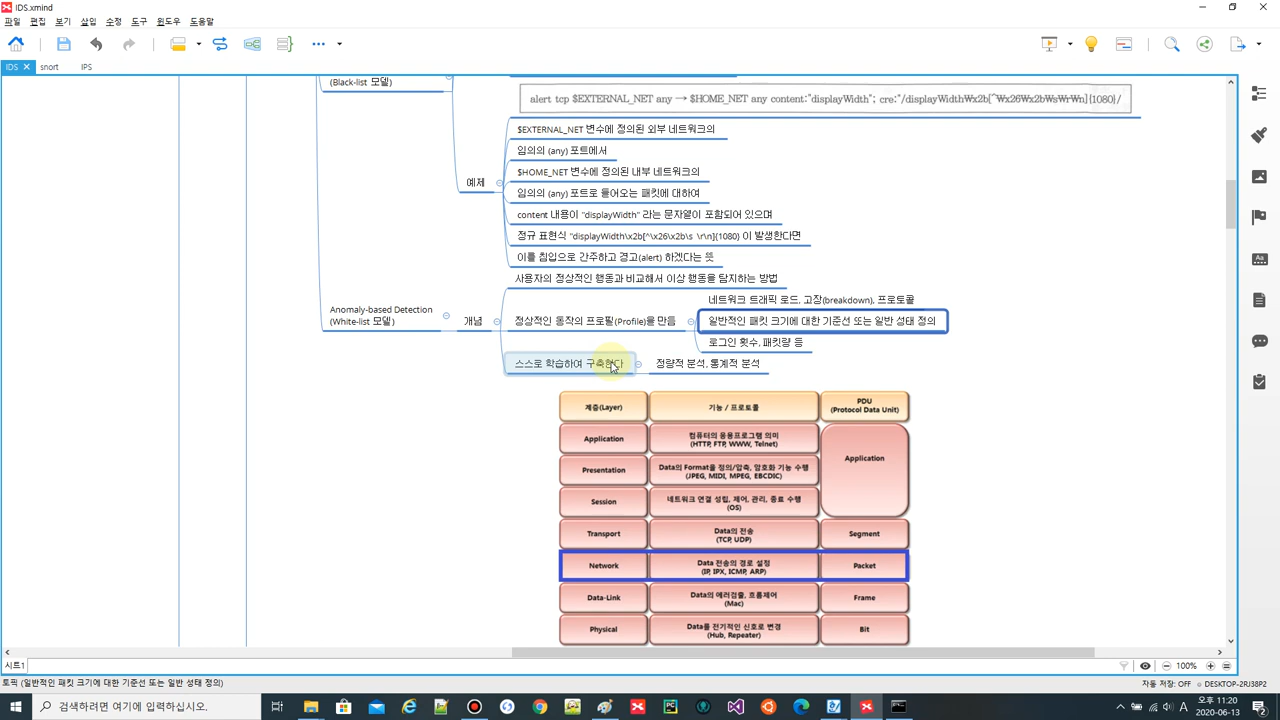 IDS.xmind
파일 편집 보기 삽입 수정 도구 윈도우 도움말
IDS snort IPS
(Black-list 모델)
alert tcp $EXTERNAL_NET any → $HOME_NET any content:"displayWidth"; cre:"/displayWidth₩x2b[^₩x26₩x2b₩s₩r₩n]{1080}/
$EXTERNAL_NET 변수에 정의된 외부 네트워크의
임의의 (any) 포트에서
$HOME_NET 변수에 정의된 내부 네트워크의
예제
임의의 (any) 포트로 들어오는 패킷에 대하여
content 내용이 "displayWidth" 라는 문자열이 포함되어 있으며
정규 표현식 "displayWidth\x2b[^\x26\x2b\s \r\n]{1080} 이 발생한다면
이를 침입으로 간주하고 경고(alert) 하겠다는 뜻
사용자의 정상적인 행동과 비교해서 이상 행동을 탐지하는 방법
Anomaly-based Detection
(White-list 모델)
개념
정상적인 동작의 프로필(Profile)을 만듬
네트워크 트래픽 로드, 고장(breakdown), 프로토콜
일반적인 패킷 크기에 대한 기준선 또는 일반 성태 정의
로그인 횟수, 패킷량 등
스스로 학습하여 구축한다
정량적 분석, 통계적 분석
계층(Layer) 기능 / 프로토콜 PDU
(Protocol Data Unit)
Application 컴퓨터의 응용프로그램 의미
(HTTP, FTP, WWW, Telnet)
Application
Presentation Data의 Format을 정의/압축, 암호화 기능 수행
(JPEG, MIDI, MPEG, EBCDIC)
Session 네트워크 연결 성립, 제어, 관리, 종료 수행
(OS)
Transport Data의 전송
(TCP, UDP)
Segment
Network Data 전송의 경로 설정
(IP, IPX, ICMP, ARP)
Packet
Data-Link Data의 에러검출, 흐름제어
(Mac)
Frame
Physical Data를 전기적인 신호로 변경
(Hub, Repeater)
Bit
시트1
100%
토픽 (일반적인 패킷 크기에 대한 기준선 또는 일반 성태 정의)
자동 저장: OFF DESKTOP-2RJ38P2
검색하려면 여기에 입력하십시오.
A 오후 11:20
2020-06-13
2